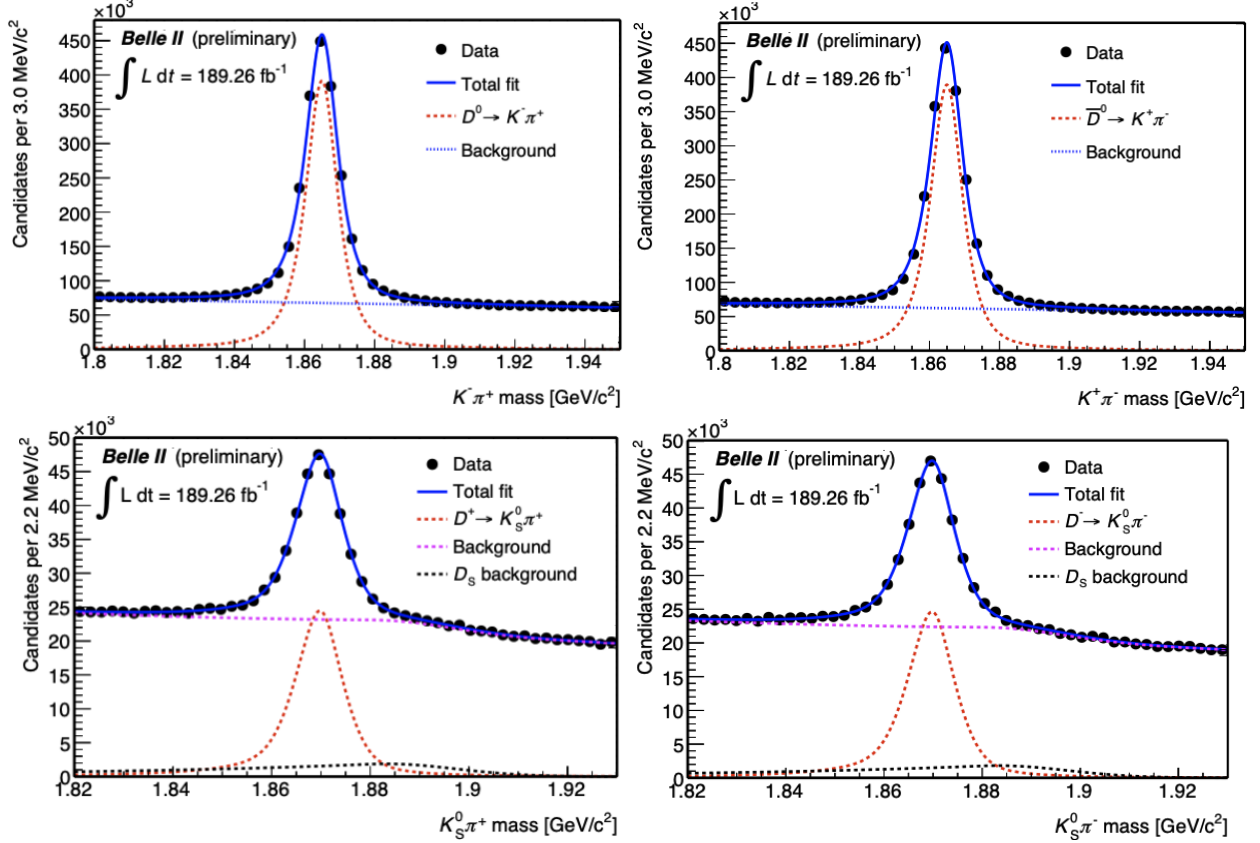 ×10³
Candidates per 3.0 MeV/c²
450
400
350
300
250
200
150
100
50
0
Belle II (preliminary)
∫ L dt = 189.26 fb⁻¹
Data
Total fit
D⁰→ K⁻π⁺
Background
1.8 1.82 1.84 1.86 1.88 1.9 1.92 1.94
K⁻π⁺ mass [GeV/c²]
×10³
Candidates per 3.0 MeV/c²
450
400
350
300
250
200
150
100
50
0
Belle II (preliminary)
∫ L dt = 189.26 fb⁻¹
Data
Total fit
D̅⁰→ K⁺π⁻
Background
1.8 1.82 1.84 1.86 1.88 1.9 1.92 1.94
K⁺π⁻ mass [GeV/c²]
×10³
Candidates per 2.2 MeV/c²
50
45
40
35
30
25
20
15
10
5
0
Belle II (preliminary)
∫ L dt = 189.26 fb⁻¹
Data
Total fit
D⁺→ K_S⁰π⁺
Background
D_S background
1.82 1.84 1.86 1.88 1.9 1.92
K_S⁰π⁺ mass [GeV/c²]
×10³
Candidates per 2.2 MeV/c²
50
45
40
35
30
25
20
15
10
5
0
Belle II (preliminary)
∫ L dt = 189.26 fb⁻¹
Data
Total fit
D⁻→ K_S⁰π⁻
Background
D_S background
1.82 1.84 1.86 1.88 1.9 1.92
K_S⁰π⁻ mass [GeV/c²]